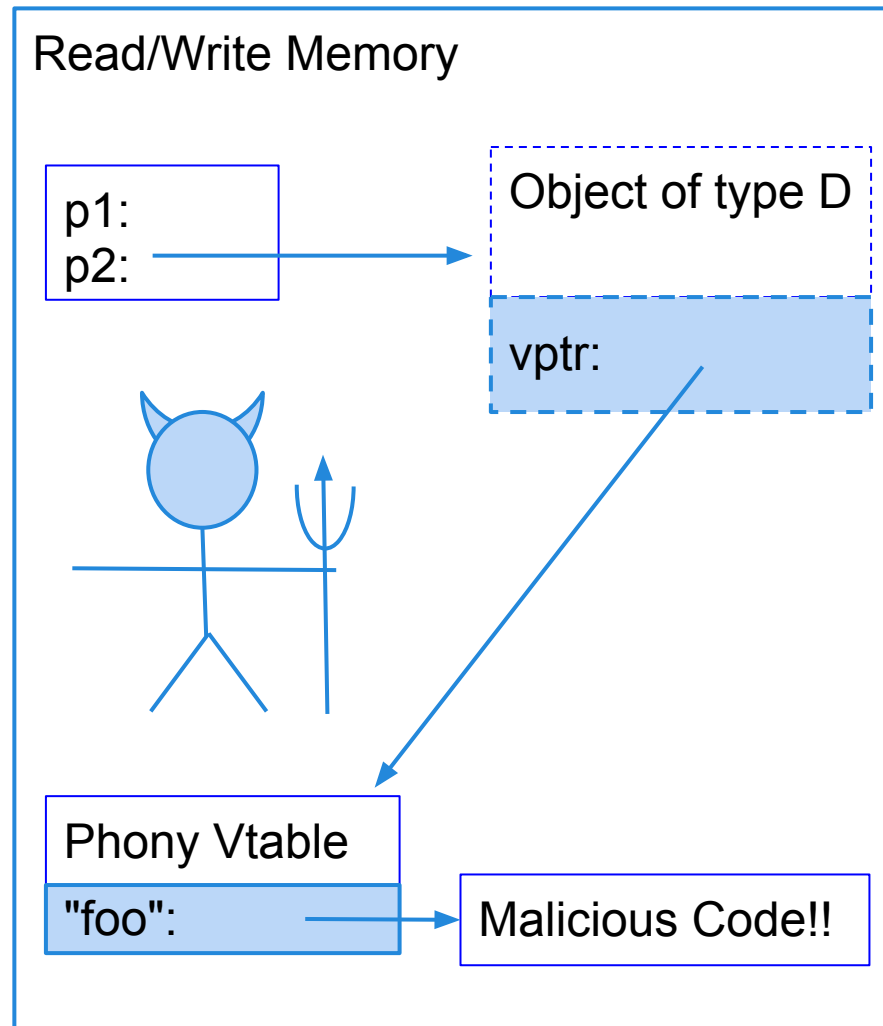 Read/Write Memory
p1:
p2:
Object of type D
vptr:
Phony Vtable
"foo":
Malicious Code!!